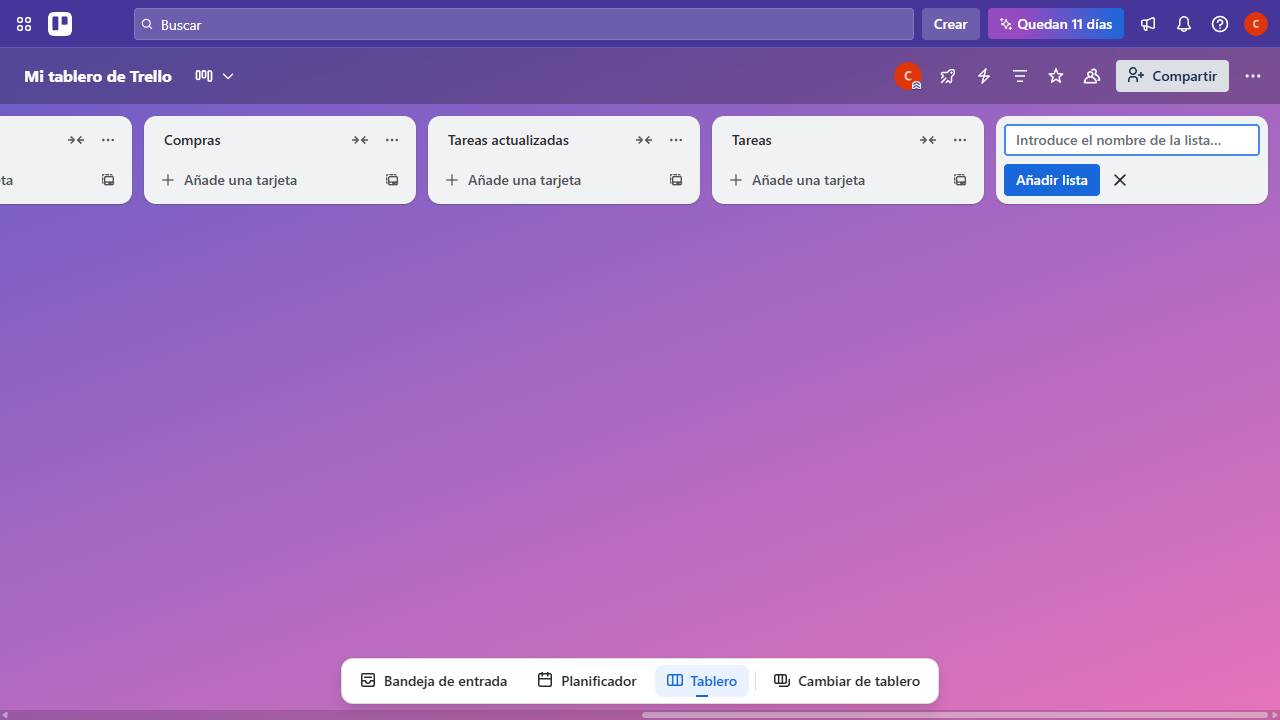 Buscar
Crear
Quedan 11 días
C
Mi tablero de Trello
C
Compartir
eta
Compras
Añade una tarjeta
Tareas actualizadas
Añade una tarjeta
Tareas
Añade una tarjeta
Introduce el nombre de la lista...
Añadir lista
Bandeja de entrada
Planificador
Tablero
Cambiar de tablero